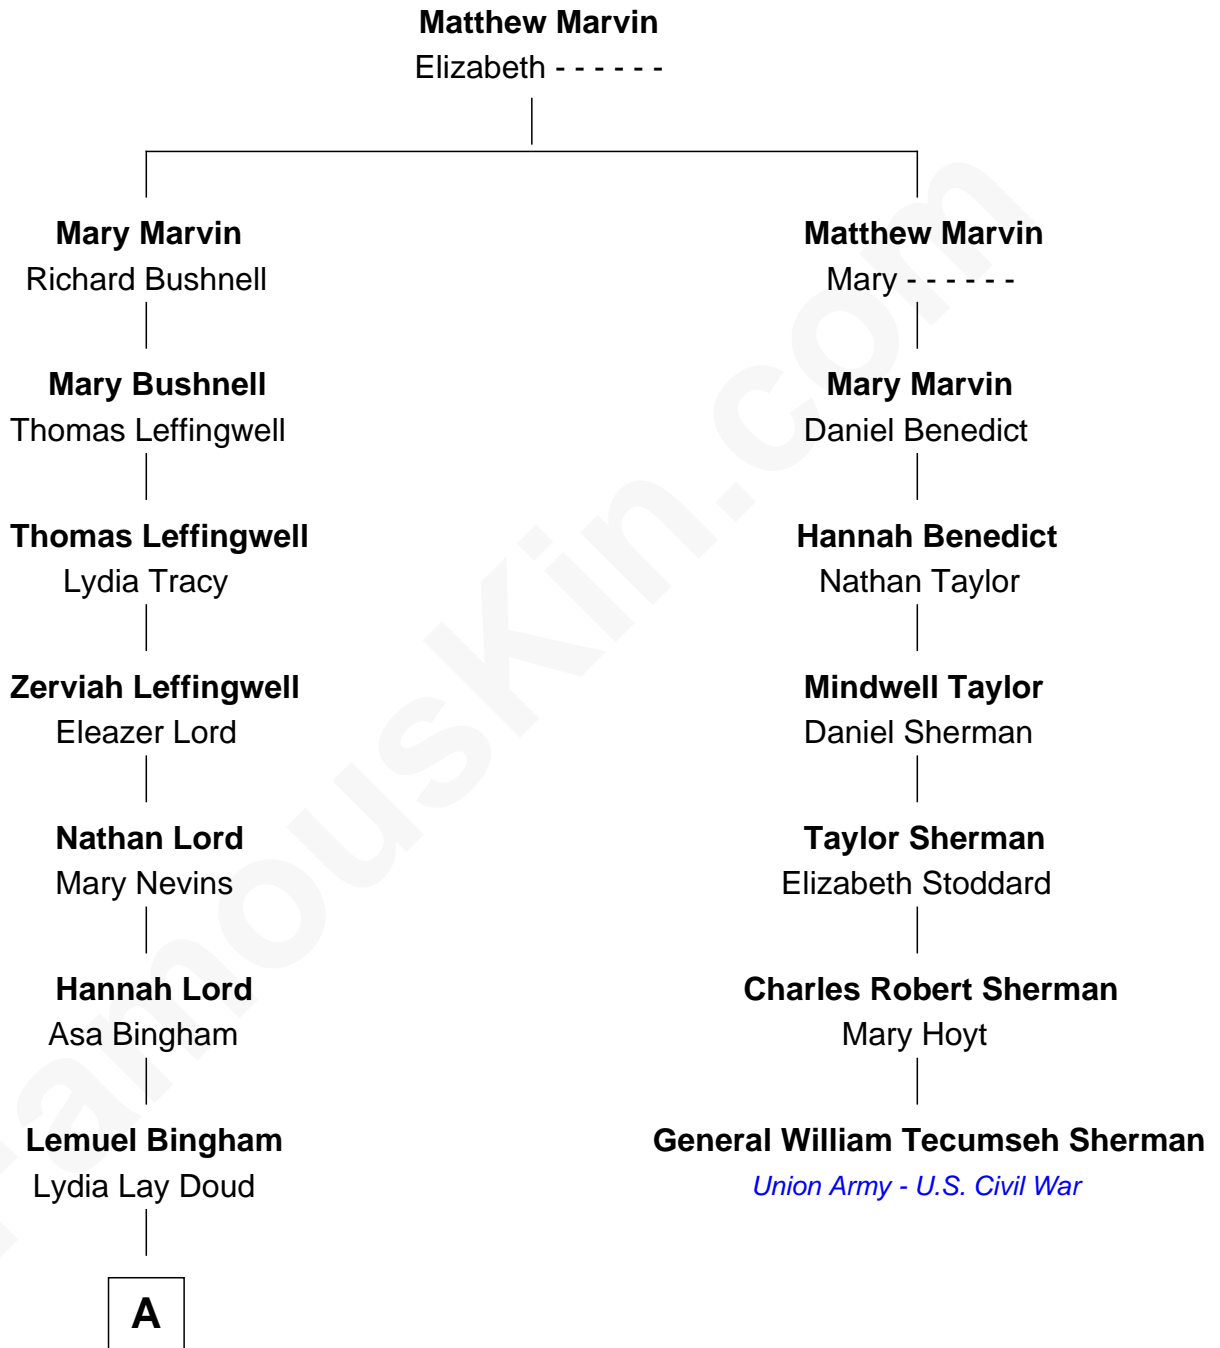 Matthew Marvin
Elizabeth - - - - - -
Mary Marvin
Richard Bushnell
Mary Bushnell
Thomas Leffingwell
Thomas Leffingwell
Lydia Tracy
Zerviah Leffingwell
Eleazer Lord
Nathan Lord
Mary Nevins
Hannah Lord
Asa Bingham
Lemuel Bingham
Lydia Lay Doud
A
Matthew Marvin
Mary - - - - - -
Mary Marvin
Daniel Benedict
Hannah Benedict
Nathan Taylor
Mindwell Taylor
Daniel Sherman
Taylor Sherman
Elizabeth Stoddard
Charles Robert Sherman
Mary Hoyt
General William Tecumseh Sherman
Union Army - U.S. Civil War
FamousKin.com